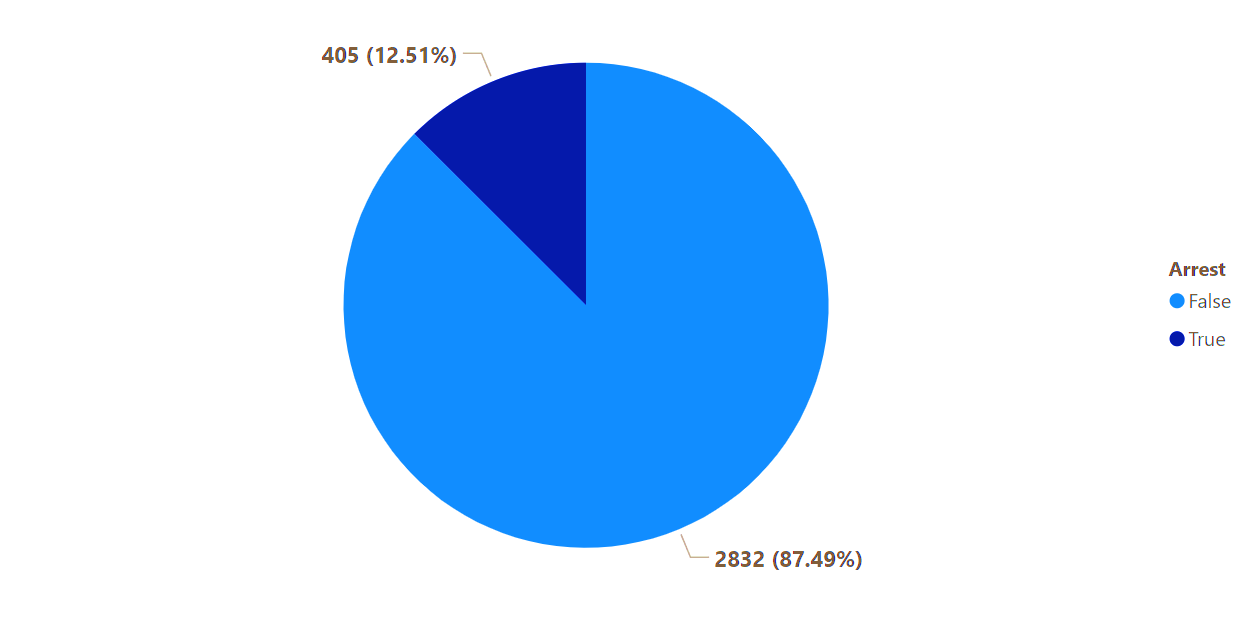 405 (12.51%)
Arrest
False
True
2832 (87.49%)